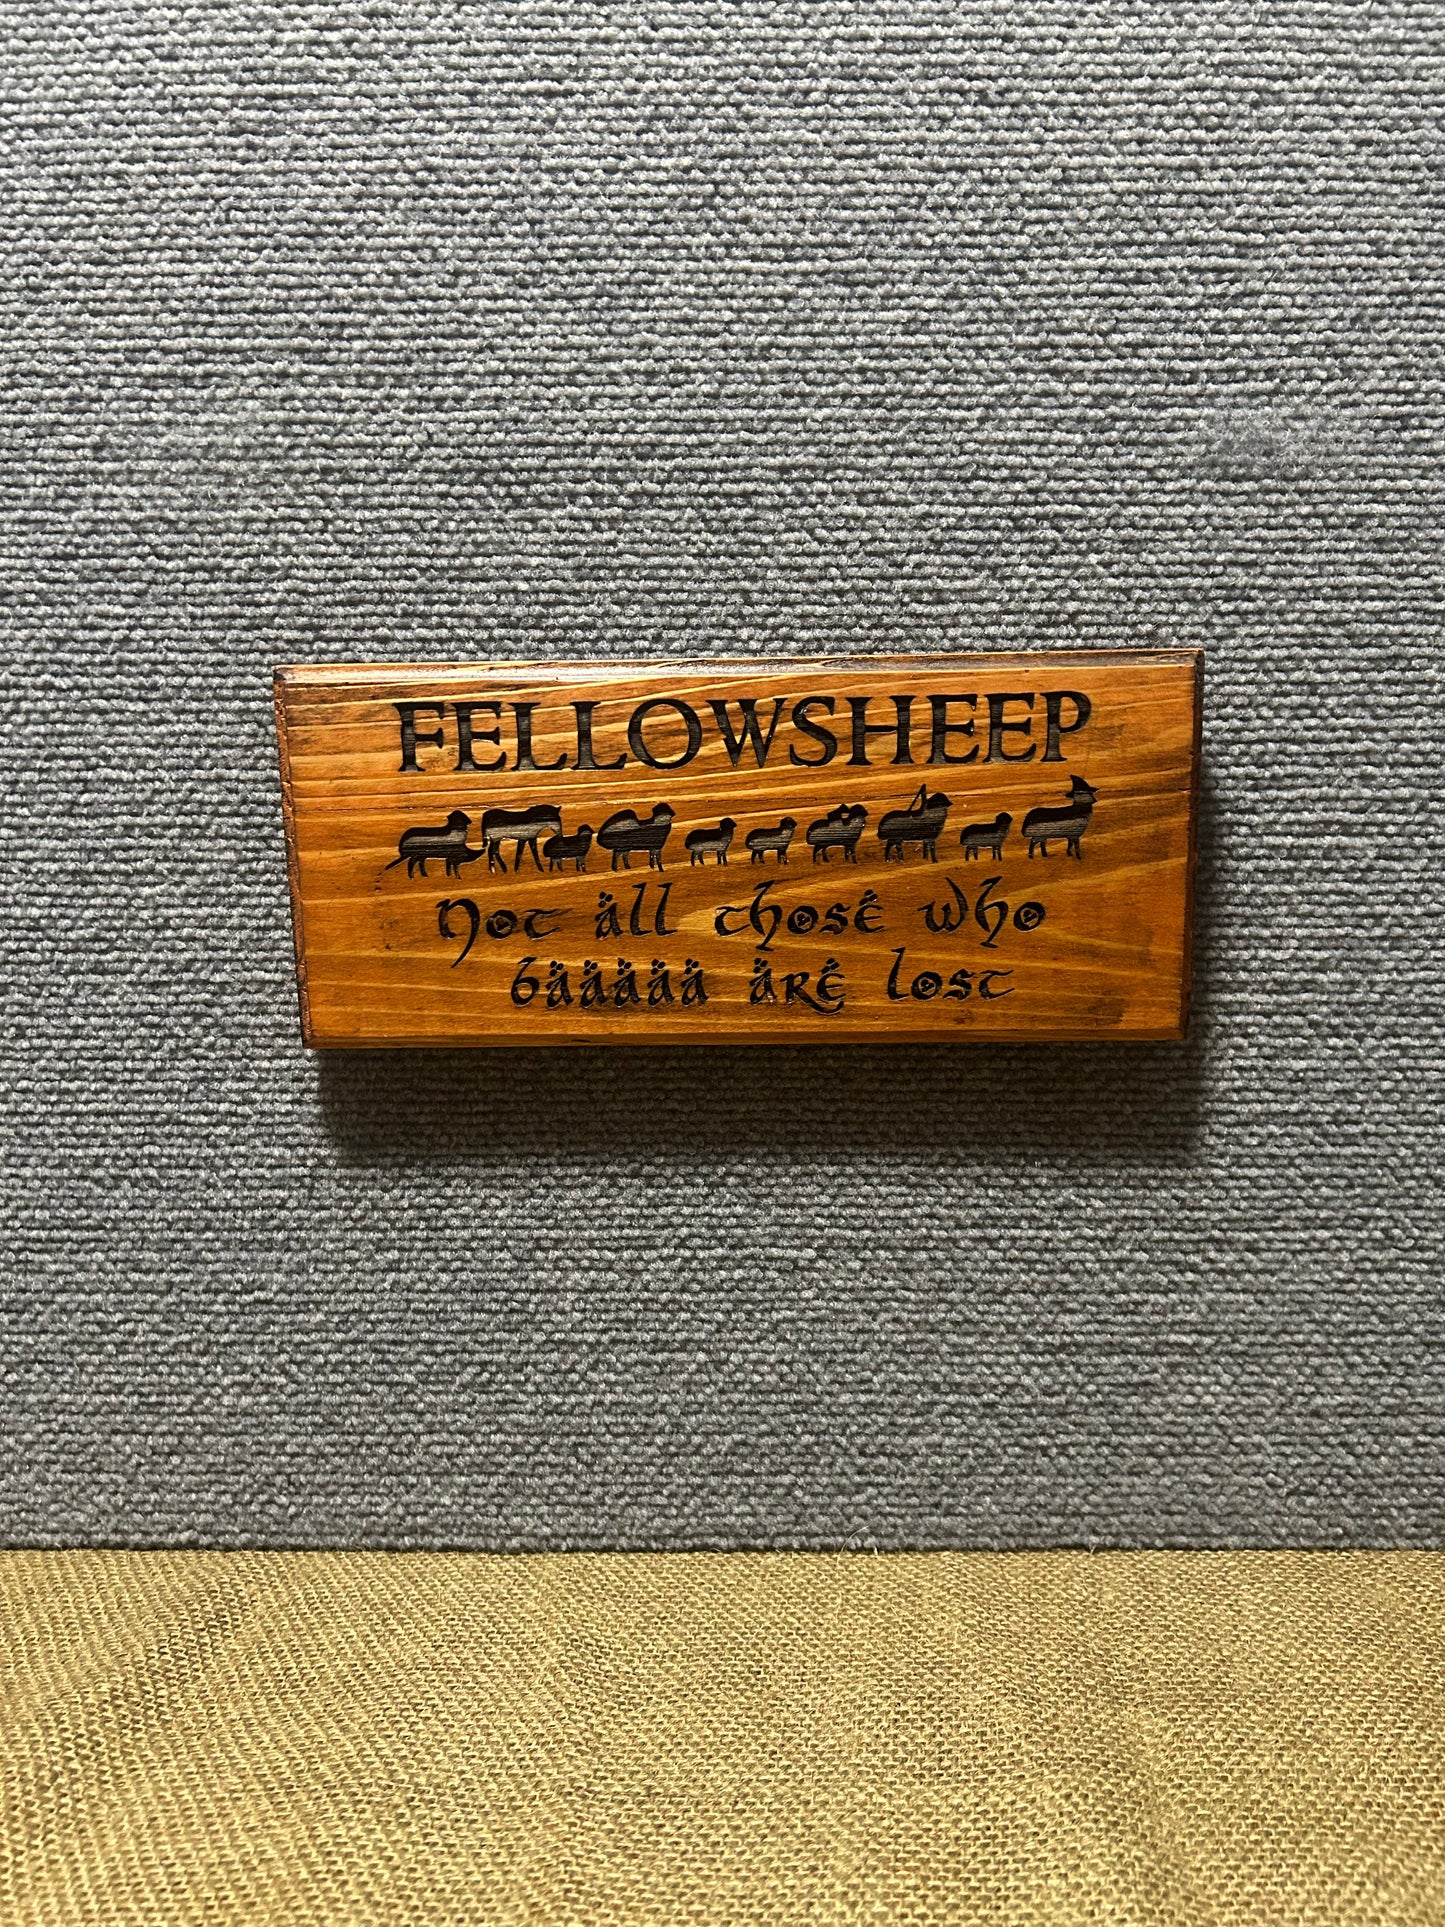 FELLOWSHEEP
Not all those who
baaaaa are lost